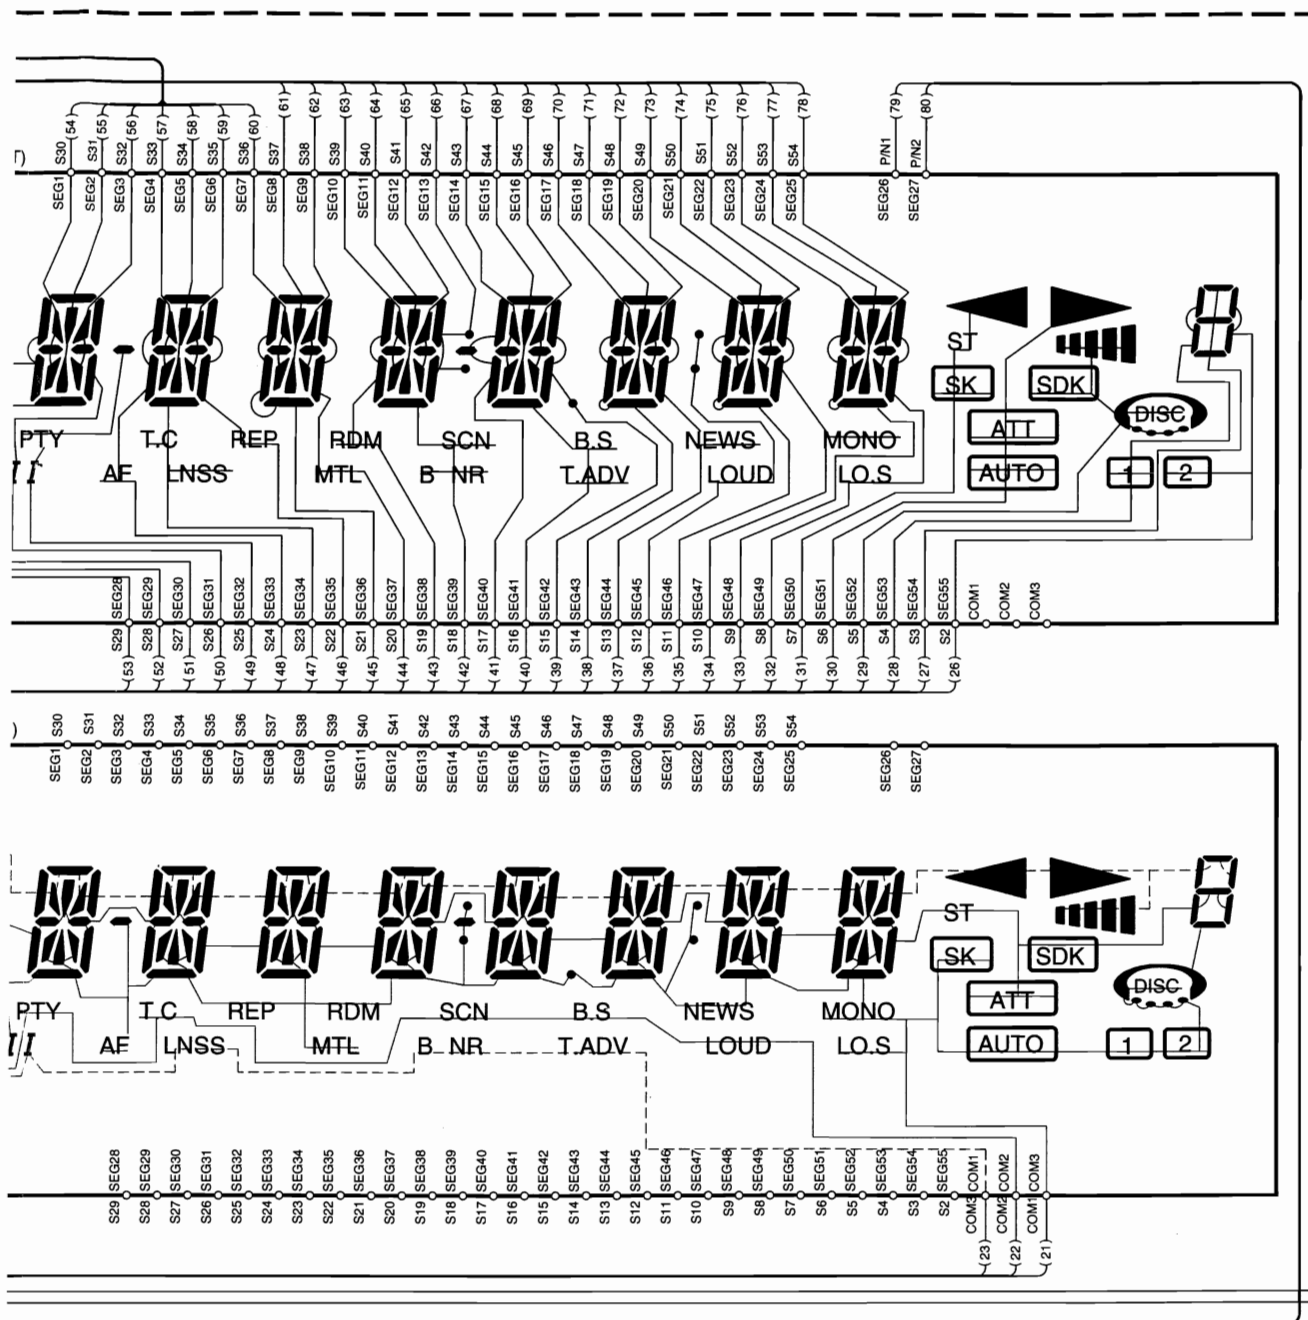 (54) (55) (56) (57) (58) (59) (60) (61) (62) (63) (64) (65) (66) (67) (68) (69) (70) (71) (72) (73) (74) (75) (76) (77) (78) (79) (80)
S30 S31 S32 S33 S34 S35 S36 S37 S38 S39 S40 S41 S42 S43 S44 S45 S46 S47 S48 S49 S50 S51 S52 S53 S54 P/N1 P/N2
SEG1 SEG2 SEG3 SEG4 SEG5 SEG6 SEG7 SEG8 SEG9 SEG10 SEG11 SEG12 SEG13 SEG14 SEG15 SEG16 SEG17 SEG18 SEG19 SEG20 SEG21 SEG22 SEG23 SEG24 SEG25 SEG26 SEG27
ST
SK SDK
DISC
ATT
PTY T.C REP RDM SCN B.S NEWS MONO
II AF LNSS MTL B NR T.ADV LOUD LO.S AUTO 1 2
SEG28 SEG29 SEG30 SEG31 SEG32 SEG33 SEG34 SEG35 SEG36 SEG37 SEG38 SEG39 SEG40 SEG41 SEG42 SEG43 SEG44 SEG45 SEG46 SEG47 SEG48 SEG49 SEG50 SEG51 SEG52 SEG53 SEG54 SEG55 COM1 COM2 COM3
S29 S28 S27 S26 S25 S24 S23 S22 S21 S20 S19 S18 S17 S16 S15 S14 S13 S12 S11 S10 S9 S8 S7 S6 S5 S4 S3 S2
(53) (52) (51) (50) (49) (48) (47) (46) (45) (44) (43) (42) (41) (40) (39) (38) (37) (36) (35) (34) (33) (32) (31) (30) (29) (28) (27) (26)
S30 S31 S32 S33 S34 S35 S36 S37 S38 S39 S40 S41 S42 S43 S44 S45 S46 S47 S48 S49 S50 S51 S52 S53 S54
SEG1 SEG2 SEG3 SEG4 SEG5 SEG6 SEG7 SEG8 SEG9 SEG10 SEG11 SEG12 SEG13 SEG14 SEG15 SEG16 SEG17 SEG18 SEG19 SEG20 SEG21 SEG22 SEG23 SEG24 SEG25 SEG26 SEG27
ST
SK SDK
DISC
ATT
PTY T.C REP RDM SCN B.S NEWS MONO
II AF LNSS MTL B NR T.ADV LOUD LO.S AUTO 1 2
SEG28 SEG29 SEG30 SEG31 SEG32 SEG33 SEG34 SEG35 SEG36 SEG37 SEG38 SEG39 SEG40 SEG41 SEG42 SEG43 SEG44 SEG45 SEG46 SEG47 SEG48 SEG49 SEG50 SEG51 SEG52 SEG53 SEG54 SEG55 COM1 COM2 COM3
S29 S28 S27 S26 S25 S24 S23 S22 S21 S20 S19 S18 S17 S16 S15 S14 S13 S12 S11 S10 S9 S8 S7 S6 S5 S4 S3 S2 COM3 COM2 COM1
(23) (22) (21)